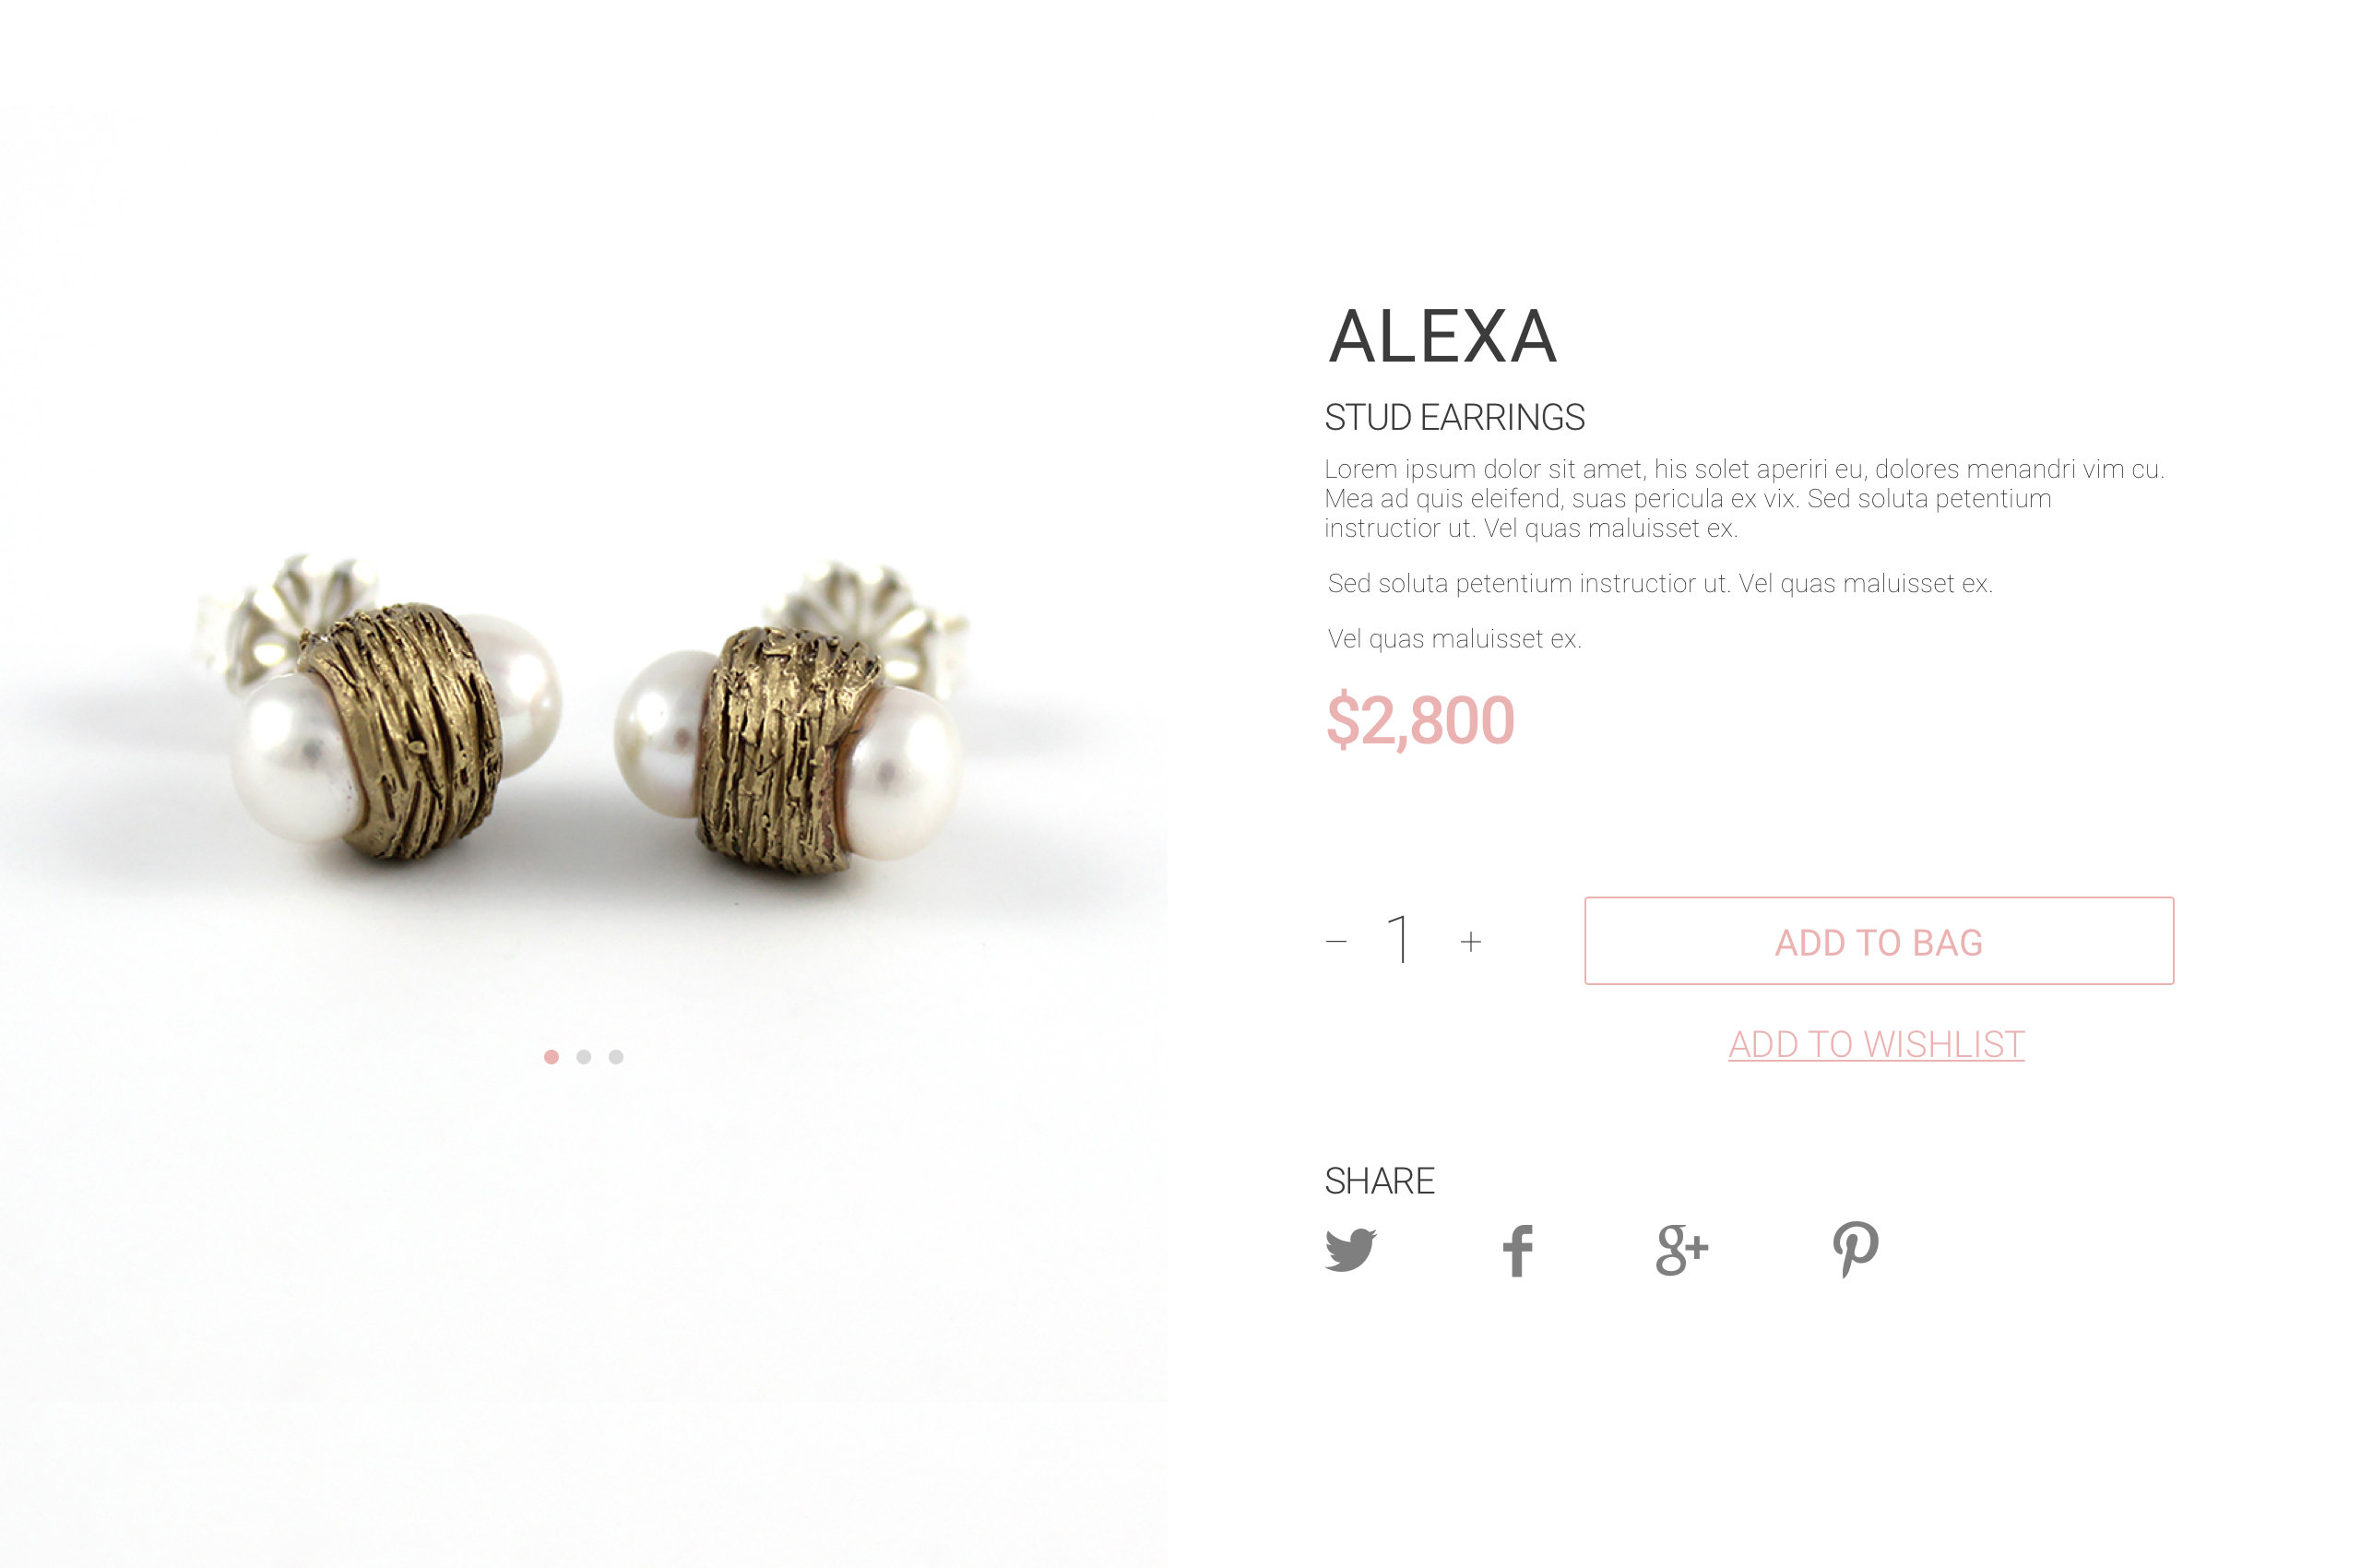 ALEXA
STUD EARRINGS
Lorem ipsum dolor sit amet, his solet aperiri eu, dolores menandri vim cu.
Mea ad quis eleifend, suas pericula ex vix. Sed soluta petentium
instructior ut. Vel quas maluisset ex.
Sed soluta petentium instructior ut. Vel quas maluisset ex.
Vel quas maluisset ex.
$2,800
− 1 + ADD TO BAG
ADD TO WISHLIST
SHARE
f g+